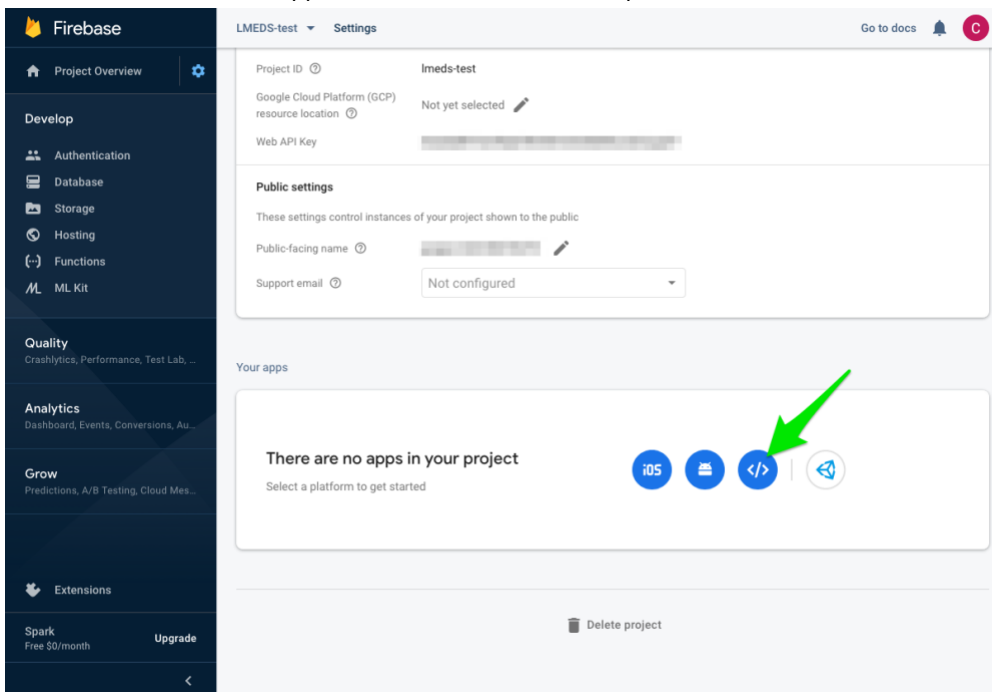 Firebase
LMEDS-test Settings
Go to docs
C
Project Overview
Develop
Authentication
Database
Storage
Hosting
Functions
ML Kit
Quality
Crashlytics, Performance, Test Lab, ...
Analytics
Dashboard, Events, Conversions, Au...
Grow
Predictions, A/B Testing, Cloud Mes...
Extensions
Spark
Free $0/month
Upgrade
Project ID lmeds-test
Google Cloud Platform (GCP)
resource location
Not yet selected
Web API Key
Public settings
These settings control instances of your project shown to the public
Public-facing name
Support email Not configured
Your apps
There are no apps in your project
Select a platform to get started
iOS
</>
Delete project